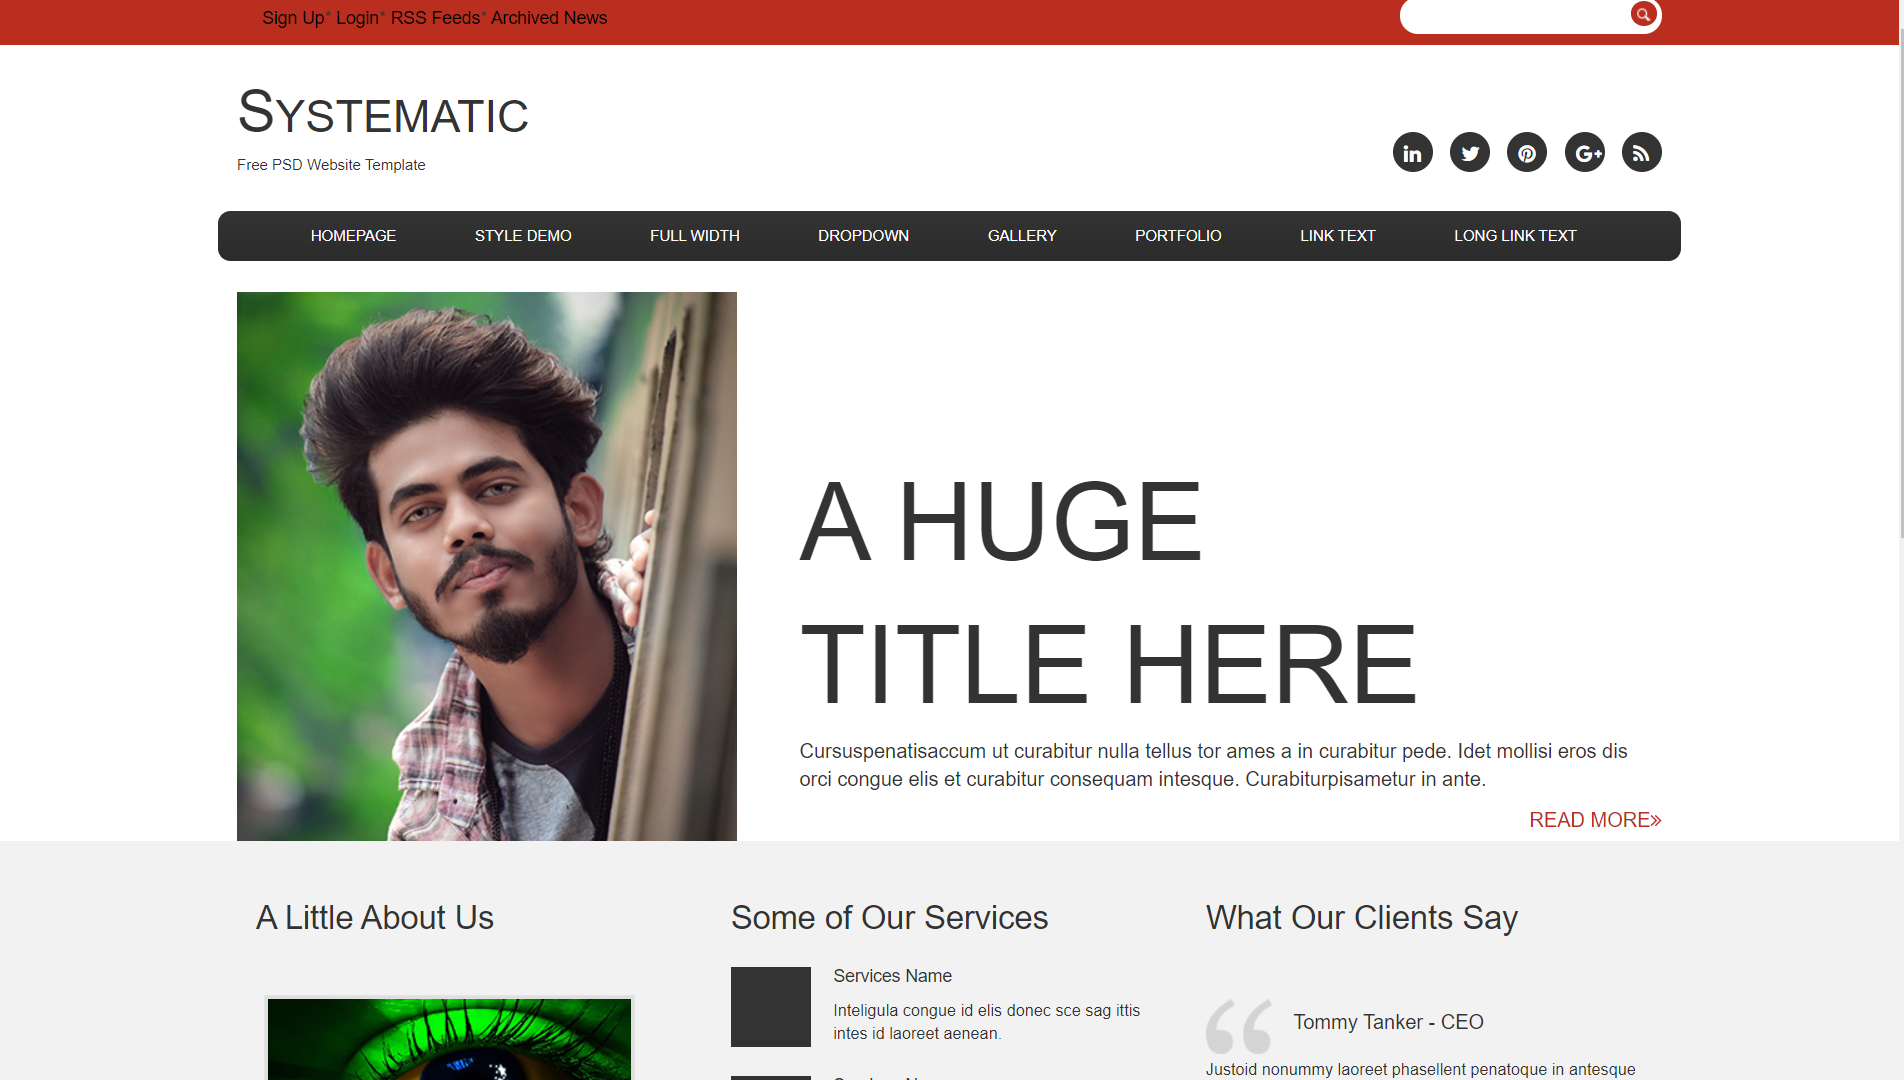 Sign Up* Login* RSS Feeds* Archived News
SYSTEMATIC
Free PSD Website Template
HOMEPAGE STYLE DEMO FULL WIDTH DROPDOWN GALLERY PORTFOLIO LINK TEXT LONG LINK TEXT
A HUGE
TITLE HERE
Cursuspenatisaccum ut curabitur nulla tellus tor ames a in curabitur pede. Idet mollisi eros dis
orci congue elis et curabitur consequam intesque. Curabiturpisametur in ante.
READ MORE»
A Little About Us
Some of Our Services
Services Name
Inteligula congue id elis donec sce sag ittis
intes id laoreet aenean.
What Our Clients Say
Tommy Tanker - CEO
Justoid nonummy laoreet phasellent penatoque in antesque